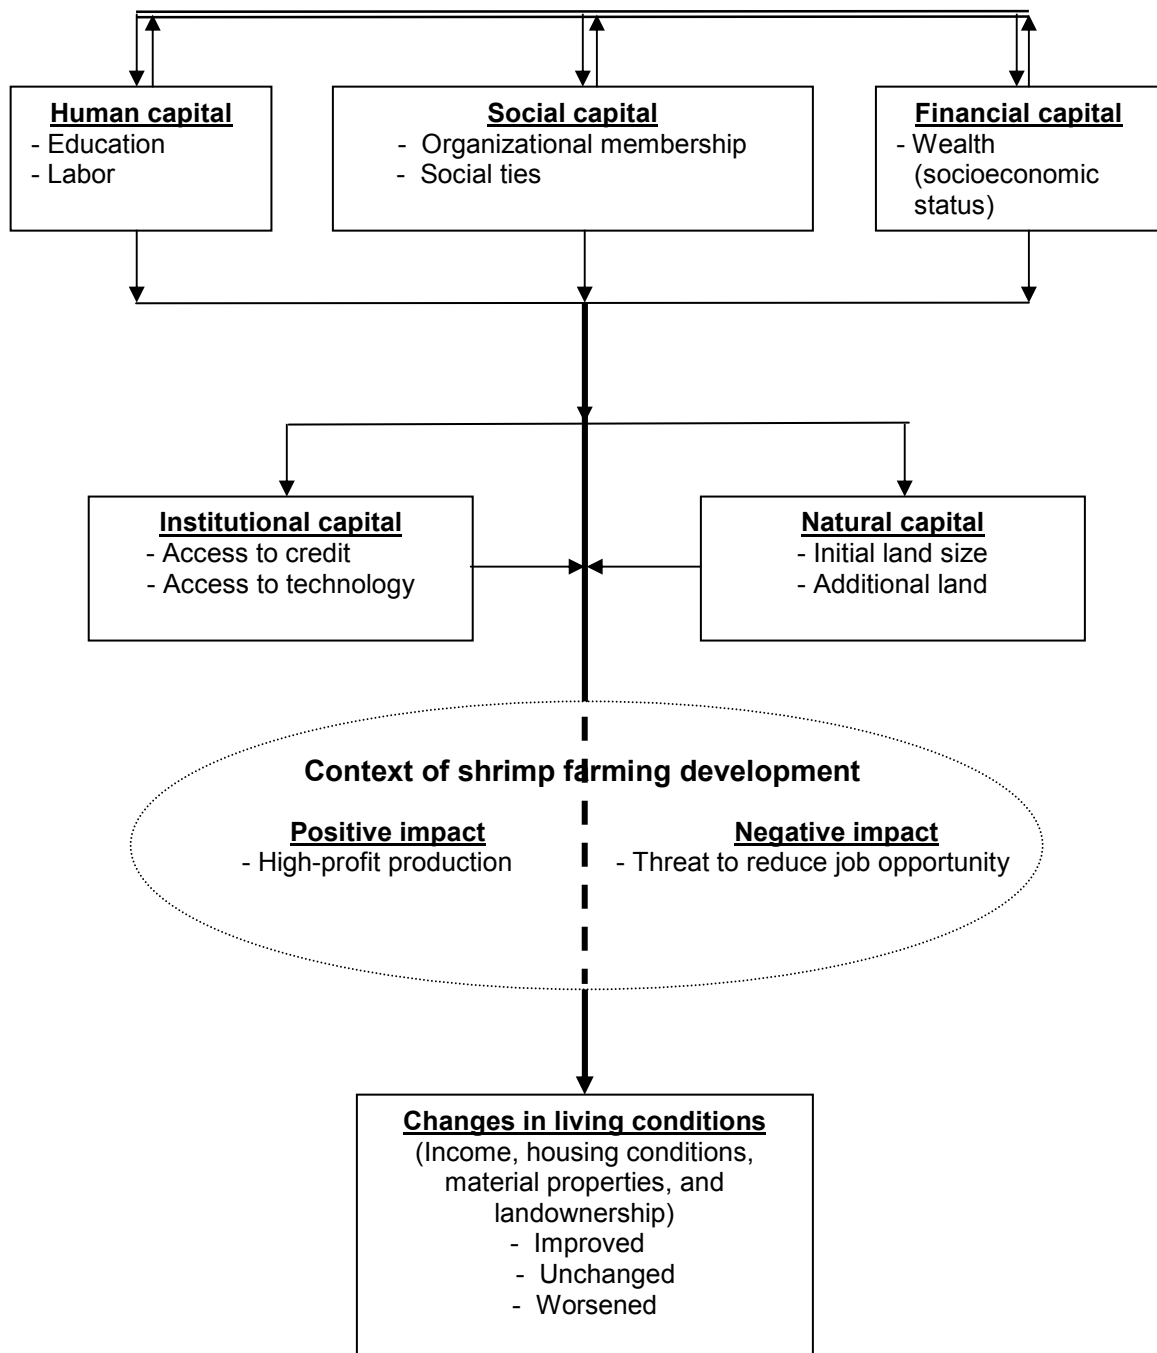 Human capital
- Education
- Labor
Social capital
- Organizational membership
- Social ties
Financial capital
- Wealth
(socioeconomic
status)
Institutional capital
- Access to credit
- Access to technology
Natural capital
- Initial land size
- Additional land
Context of shrimp farming development
Positive impact
- High-profit production
Negative impact
- Threat to reduce job opportunity
Changes in living conditions
(Income, housing conditions,
material properties, and
landownership)
- Improved
- Unchanged
- Worsened